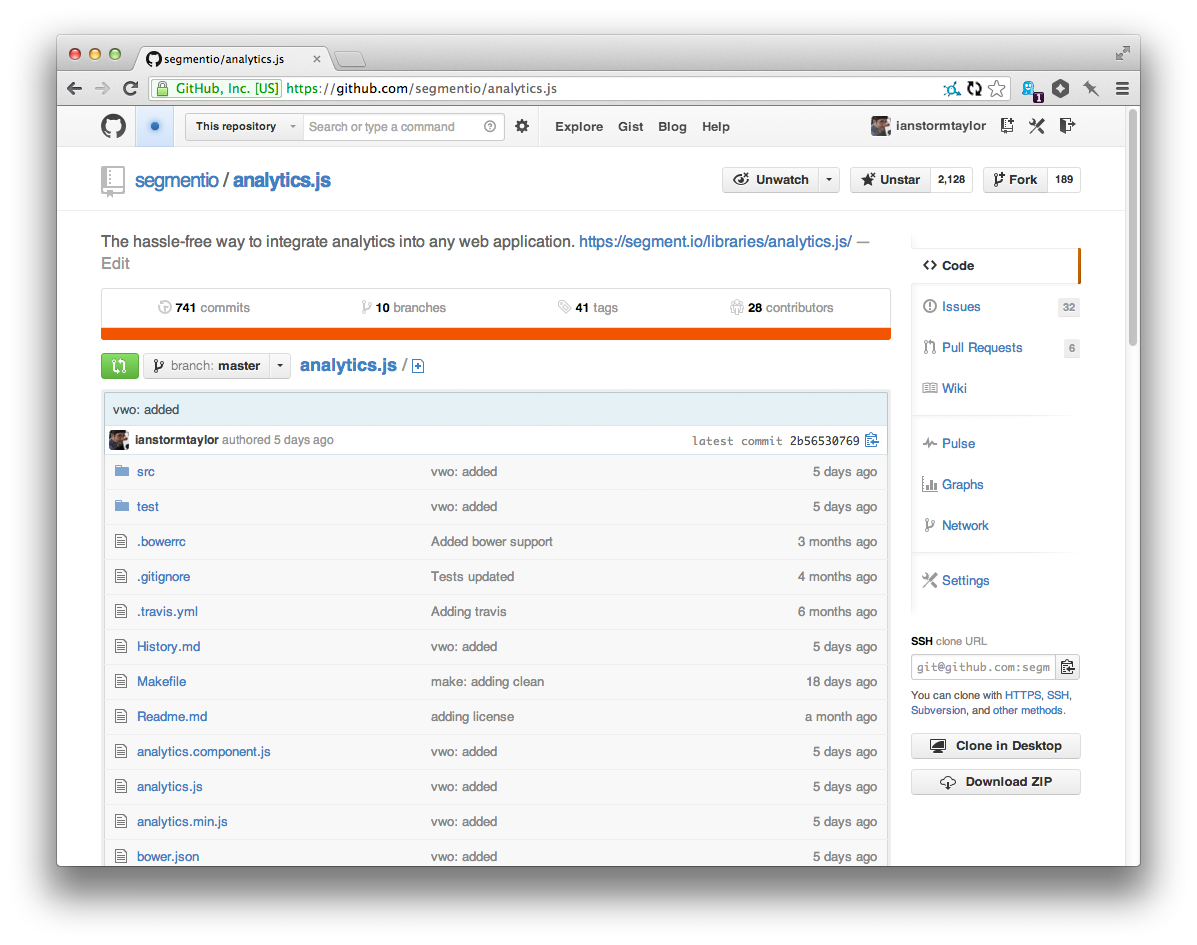 segmentio/analytics.js
GitHub, Inc. [US] https://github.com/segmentio/analytics.js
1
This repository Search or type a command Explore Gist Blog Help ianstormtaylor
segmentio / analytics.js Unwatch Unstar 2,128 Fork 189
The hassle-free way to integrate analytics into any web application. https://segment.io/libraries/analytics.js/ —
Edit
741 commits 10 branches 41 tags 28 contributors
branch: master analytics.js /
vwo: added
ianstormtaylor authored 5 days ago latest commit 2b56530769
src vwo: added 5 days ago
test vwo: added 5 days ago
.bowerrc Added bower support 3 months ago
.gitignore Tests updated 4 months ago
.travis.yml Adding travis 6 months ago
History.md vwo: added 5 days ago
Makefile make: adding clean 18 days ago
Readme.md adding license a month ago
analytics.component.js vwo: added 5 days ago
analytics.js vwo: added 5 days ago
analytics.min.js vwo: added 5 days ago
bower.json vwo: added 5 days ago
Code
Issues 32
Pull Requests 6
Wiki
Pulse
Graphs
Network
Settings
SSH clone URL
git@github.com:segm
You can clone with HTTPS, SSH,
Subversion, and other methods.
Clone in Desktop
Download ZIP